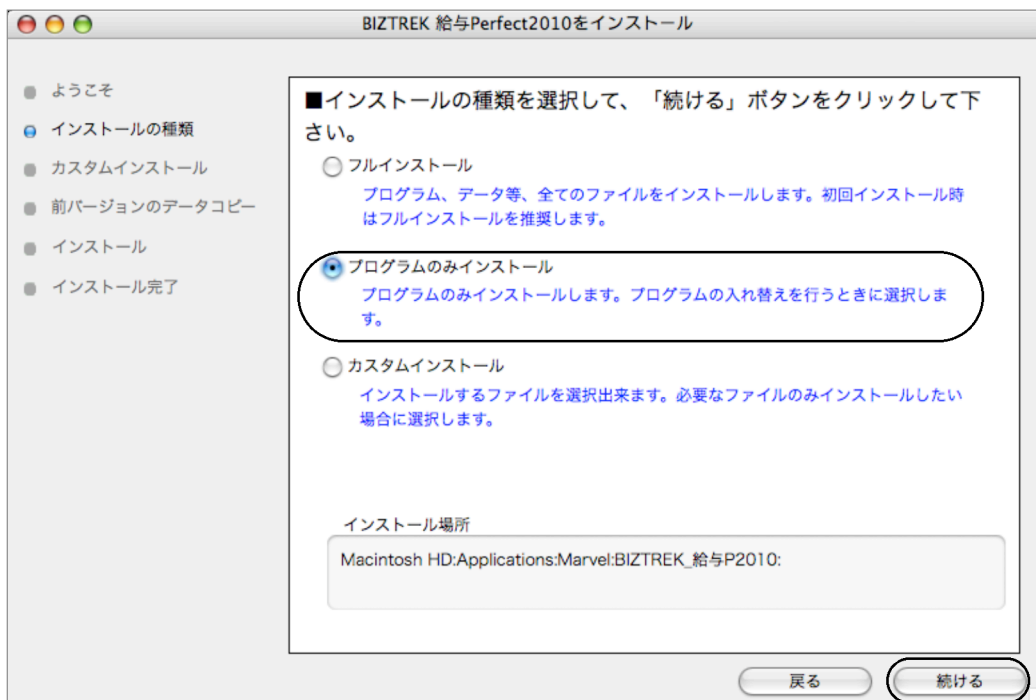 BIZTREK 給与Perfect2010をインストール
ようこそ
インストールの種類
カスタムインストール
前バージョンのデータコピー
インストール
インストール完了
■インストールの種類を選択して、「続ける」ボタンをクリックして下
さい。
フルインストール
プログラム、データ等、全てのファイルをインストールします。初回インストール時
はフルインストールを推奨します。
プログラムのみインストール
プログラムのみインストールします。プログラムの入れ替えを行うときに選択しま
す。
カスタムインストール
インストールするファイルを選択出来ます。必要なファイルのみインストールしたい
場合に選択します。
インストール場所
Macintosh HD:Applications:Marvel:BIZTREK_給与P2010:
戻る
続ける